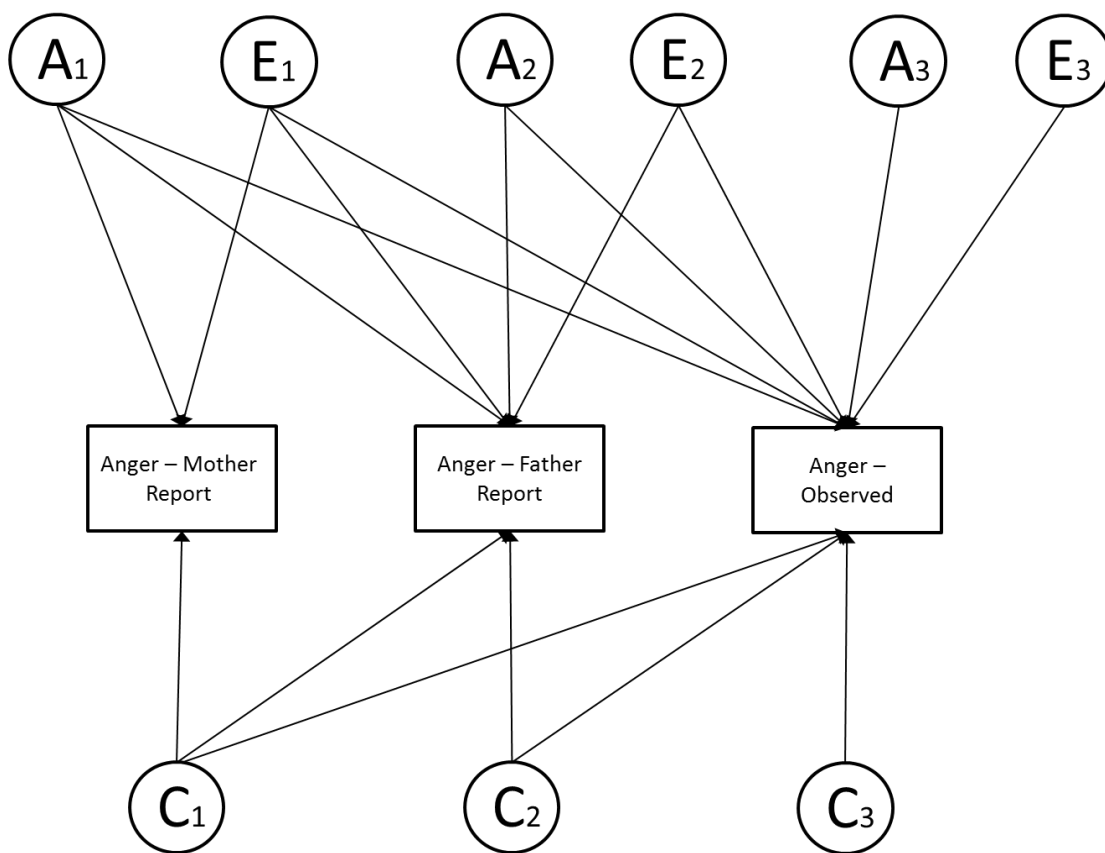 A1
E1
A2
E2
A3
E3
Anger – Mother
Report
Anger – Father
Report
Anger –
Observed
C1
C2
C3